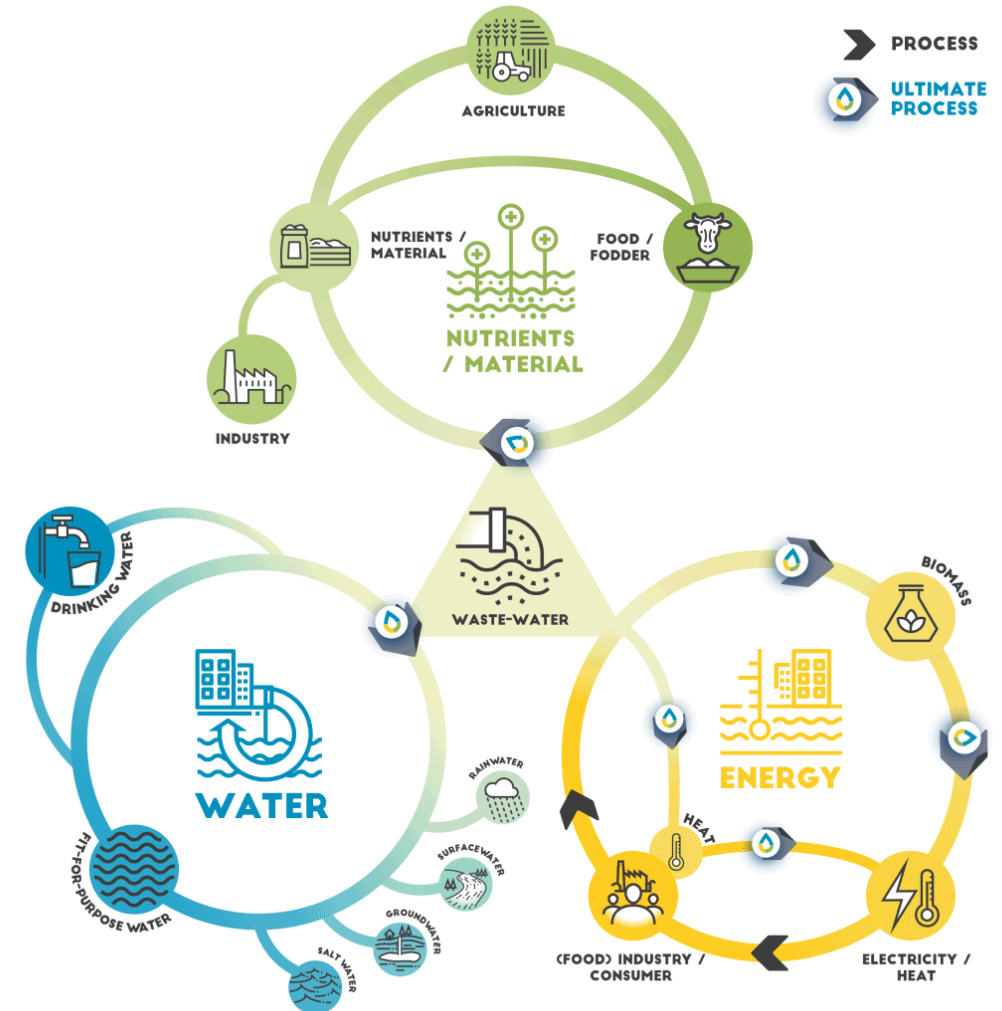 PROCESS
ULTIMATE
PROCESS
AGRICULTURE
NUTRIENTS /
MATERIAL
FOOD /
FODDER
NUTRIENTS
/ MATERIAL
INDUSTRY
WASTE-WATER
DRINKING WATER
BIOMASS
WATER
ENERGY
RAINWATER
HEAT
SURFACEWATER
FIT-FOR-PURPOSE WATER
GROUNDWATER
SALT WATER
(FOOD) INDUSTRY /
CONSUMER
ELECTRICITY /
HEAT